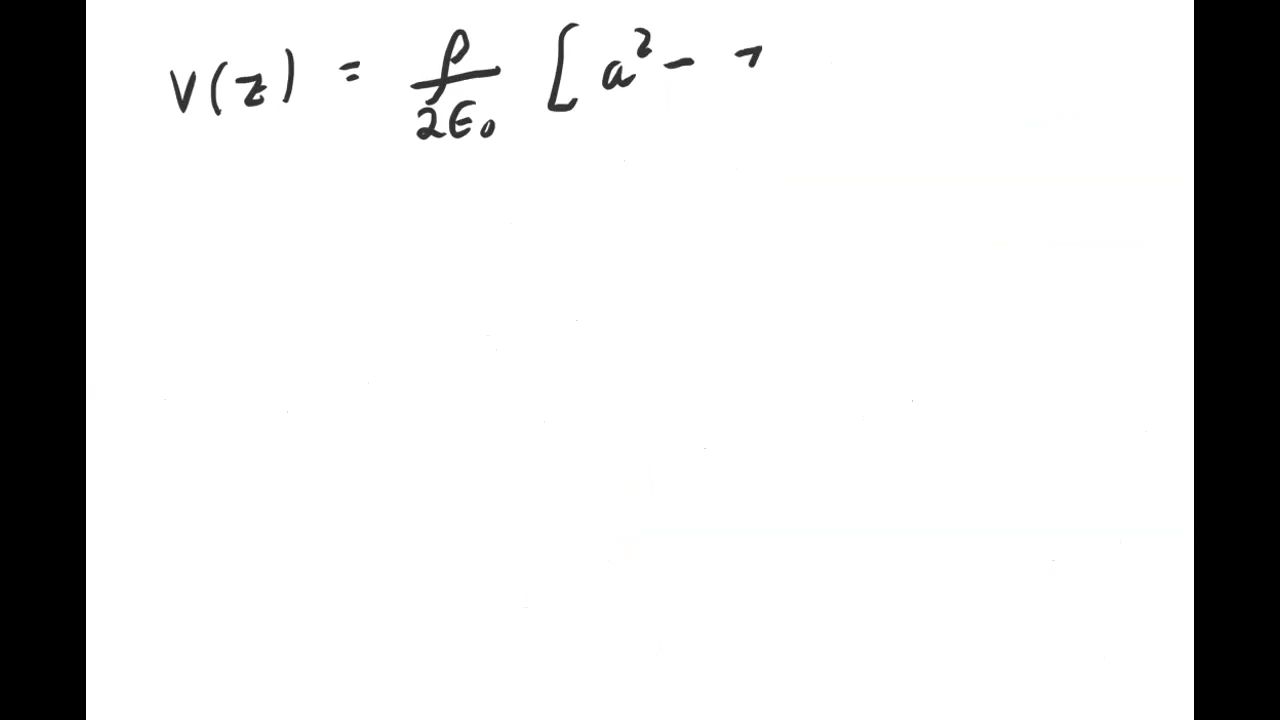 V(z) = ρ/2ε₀ [ a² -